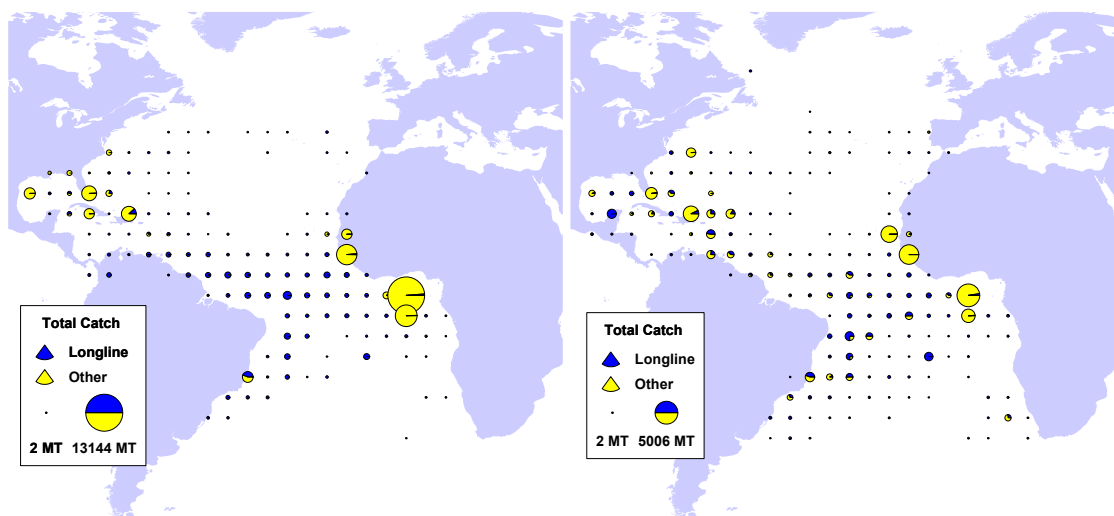 Total Catch
Longline
Other
2 MT 13144 MT
Total Catch
Longline
Other
2 MT 5006 MT